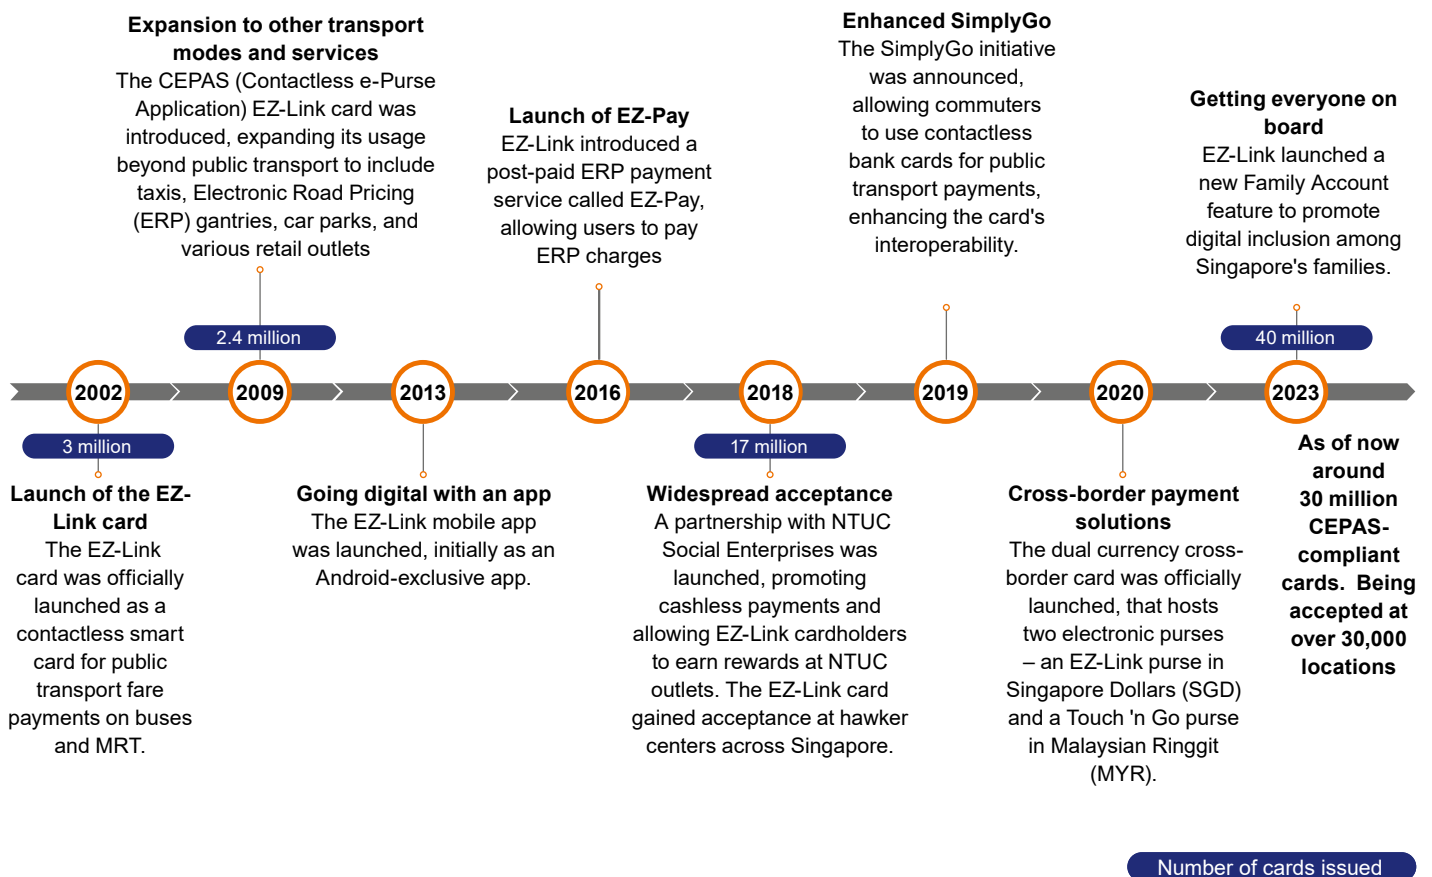 Expansion to other transport
modes and services
The CEPAS (Contactless e-Purse
Application) EZ-Link card was
introduced, expanding its usage
beyond public transport to include
taxis, Electronic Road Pricing
(ERP) gantries, car parks, and
various retail outlets
Launch of EZ-Pay
EZ-Link introduced a
post-paid ERP payment
service called EZ-Pay,
allowing users to pay
ERP charges
Enhanced SimplyGo
The SimplyGo initiative
was announced,
allowing commuters
to use contactless
bank cards for public
transport payments,
enhancing the card's
interoperability.
Getting everyone on
board
EZ-Link launched a
new Family Account
feature to promote
digital inclusion among
Singapore's families.
2.4 million
40 million
2002
2009
2013
2016
2018
2019
2020
2023
3 million
17 million
Launch of the EZ-
Link card
The EZ-Link
card was officially
launched as a
contactless smart
card for public
transport fare
payments on buses
and MRT.
Going digital with an app
The EZ-Link mobile app
was launched, initially as an
Android-exclusive app.
Widespread acceptance
A partnership with NTUC
Social Enterprises was
launched, promoting
cashless payments and
allowing EZ-Link cardholders
to earn rewards at NTUC
outlets. The EZ-Link card
gained acceptance at hawker
centers across Singapore.
Cross-border payment
solutions
The dual currency cross-
border card was officially
launched, that hosts
two electronic purses
– an EZ-Link purse in
Singapore Dollars (SGD)
and a Touch 'n Go purse
in Malaysian Ringgit
(MYR).
As of now
around
30 million
CEPAS-
compliant
cards. Being
accepted at
over 30,000
locations
Number of cards issued